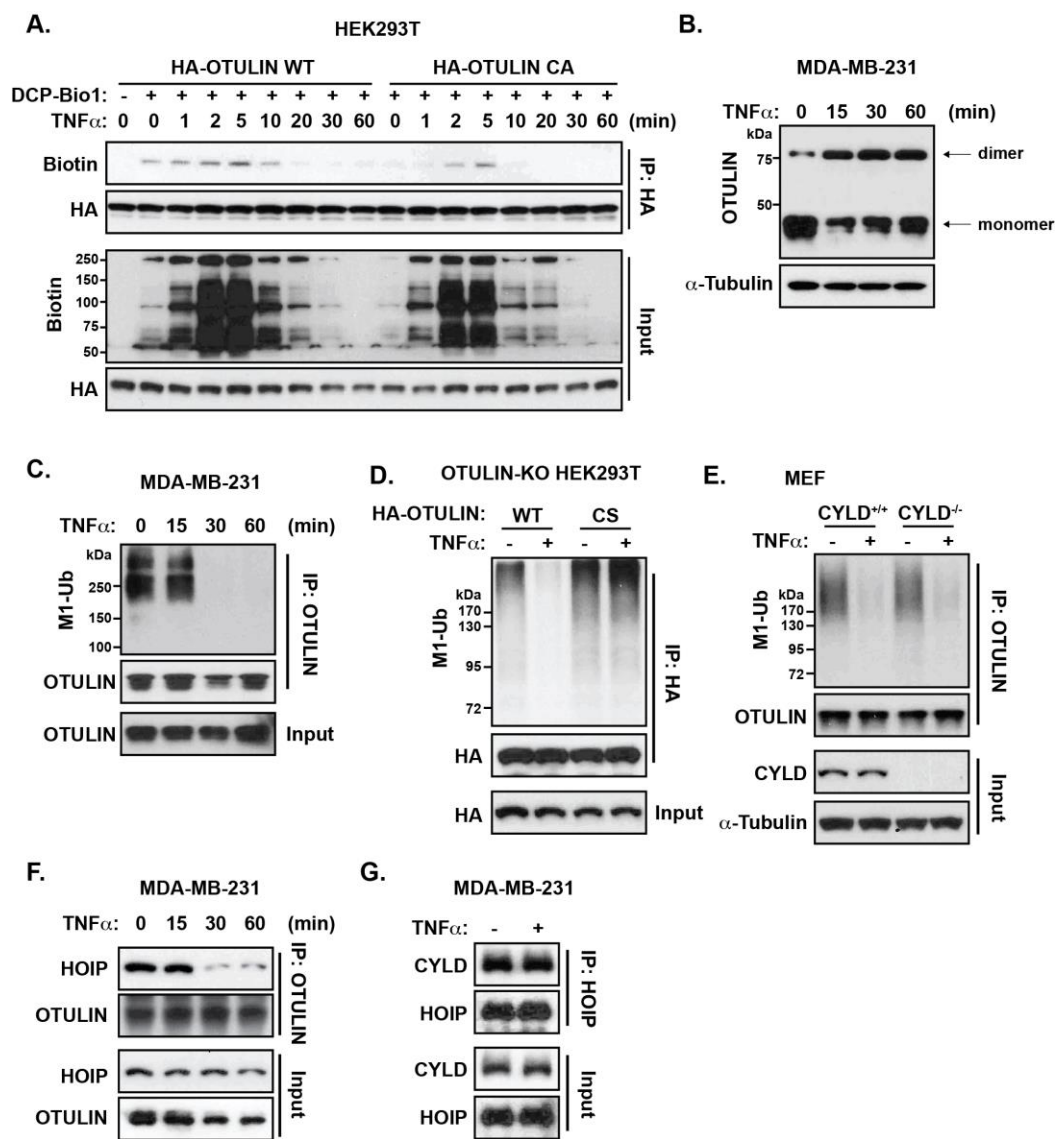 A.
HEK293T
HA-OTULIN WT HA-OTULIN CA
DCP-Bio1: - + + + + + + + + + + + + + + + +
TNFα: 0 0 1 2 5 10 20 30 60 0 1 2 5 10 20 30 60 (min)
Biotin
HA
IP: HA
Biotin
250
150
100
75
50
HA
Input
B.
MDA-MB-231
TNFα: 0 15 30 60 (min)
kDa
75
50
OTULIN
dimer
monomer
α-Tubulin
C.
MDA-MB-231
TNFα: 0 15 30 60 (min)
kDa
250
150
100
M1-Ub
OTULIN
IP: OTULIN
OTULIN Input
D.
OTULIN-KO HEK293T
HA-OTULIN: WT CS
TNFα: - + - +
kDa
170
130
95
72
M1-Ub
HA
IP: HA
HA Input
E.
MEF
CYLD+/+ CYLD-/-
TNFα: - + - +
kDa
170
130
95
72
M1-Ub
OTULIN
IP: OTULIN
CYLD
α-Tubulin
Input
F.
MDA-MB-231
TNFα: 0 15 30 60 (min)
HOIP
OTULIN
IP: OTULIN
HOIP
OTULIN
Input
G.
MDA-MB-231
TNFα: - +
CYLD
HOIP
IP: HOIP
CYLD
HOIP
Input